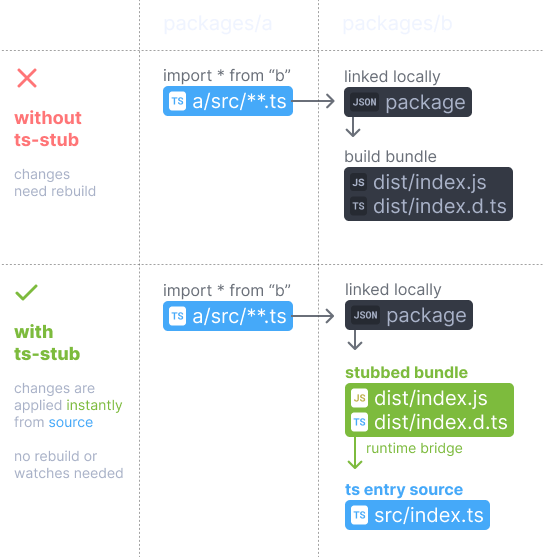 packages/a
packages/b
without
ts-stub
changes
need rebuild
import * from “b”
TS a/src/**.ts
linked locally
JSON package
build bundle
JS dist/index.js
TS dist/index.d.ts
with
ts-stub
changes are
applied instantly
from source
no rebuild or
watches needed
import * from “b”
TS a/src/**.ts
linked locally
JSON package
stubbed bundle
JS dist/index.js
TS dist/index.d.ts
runtime bridge
ts entry source
TS src/index.ts